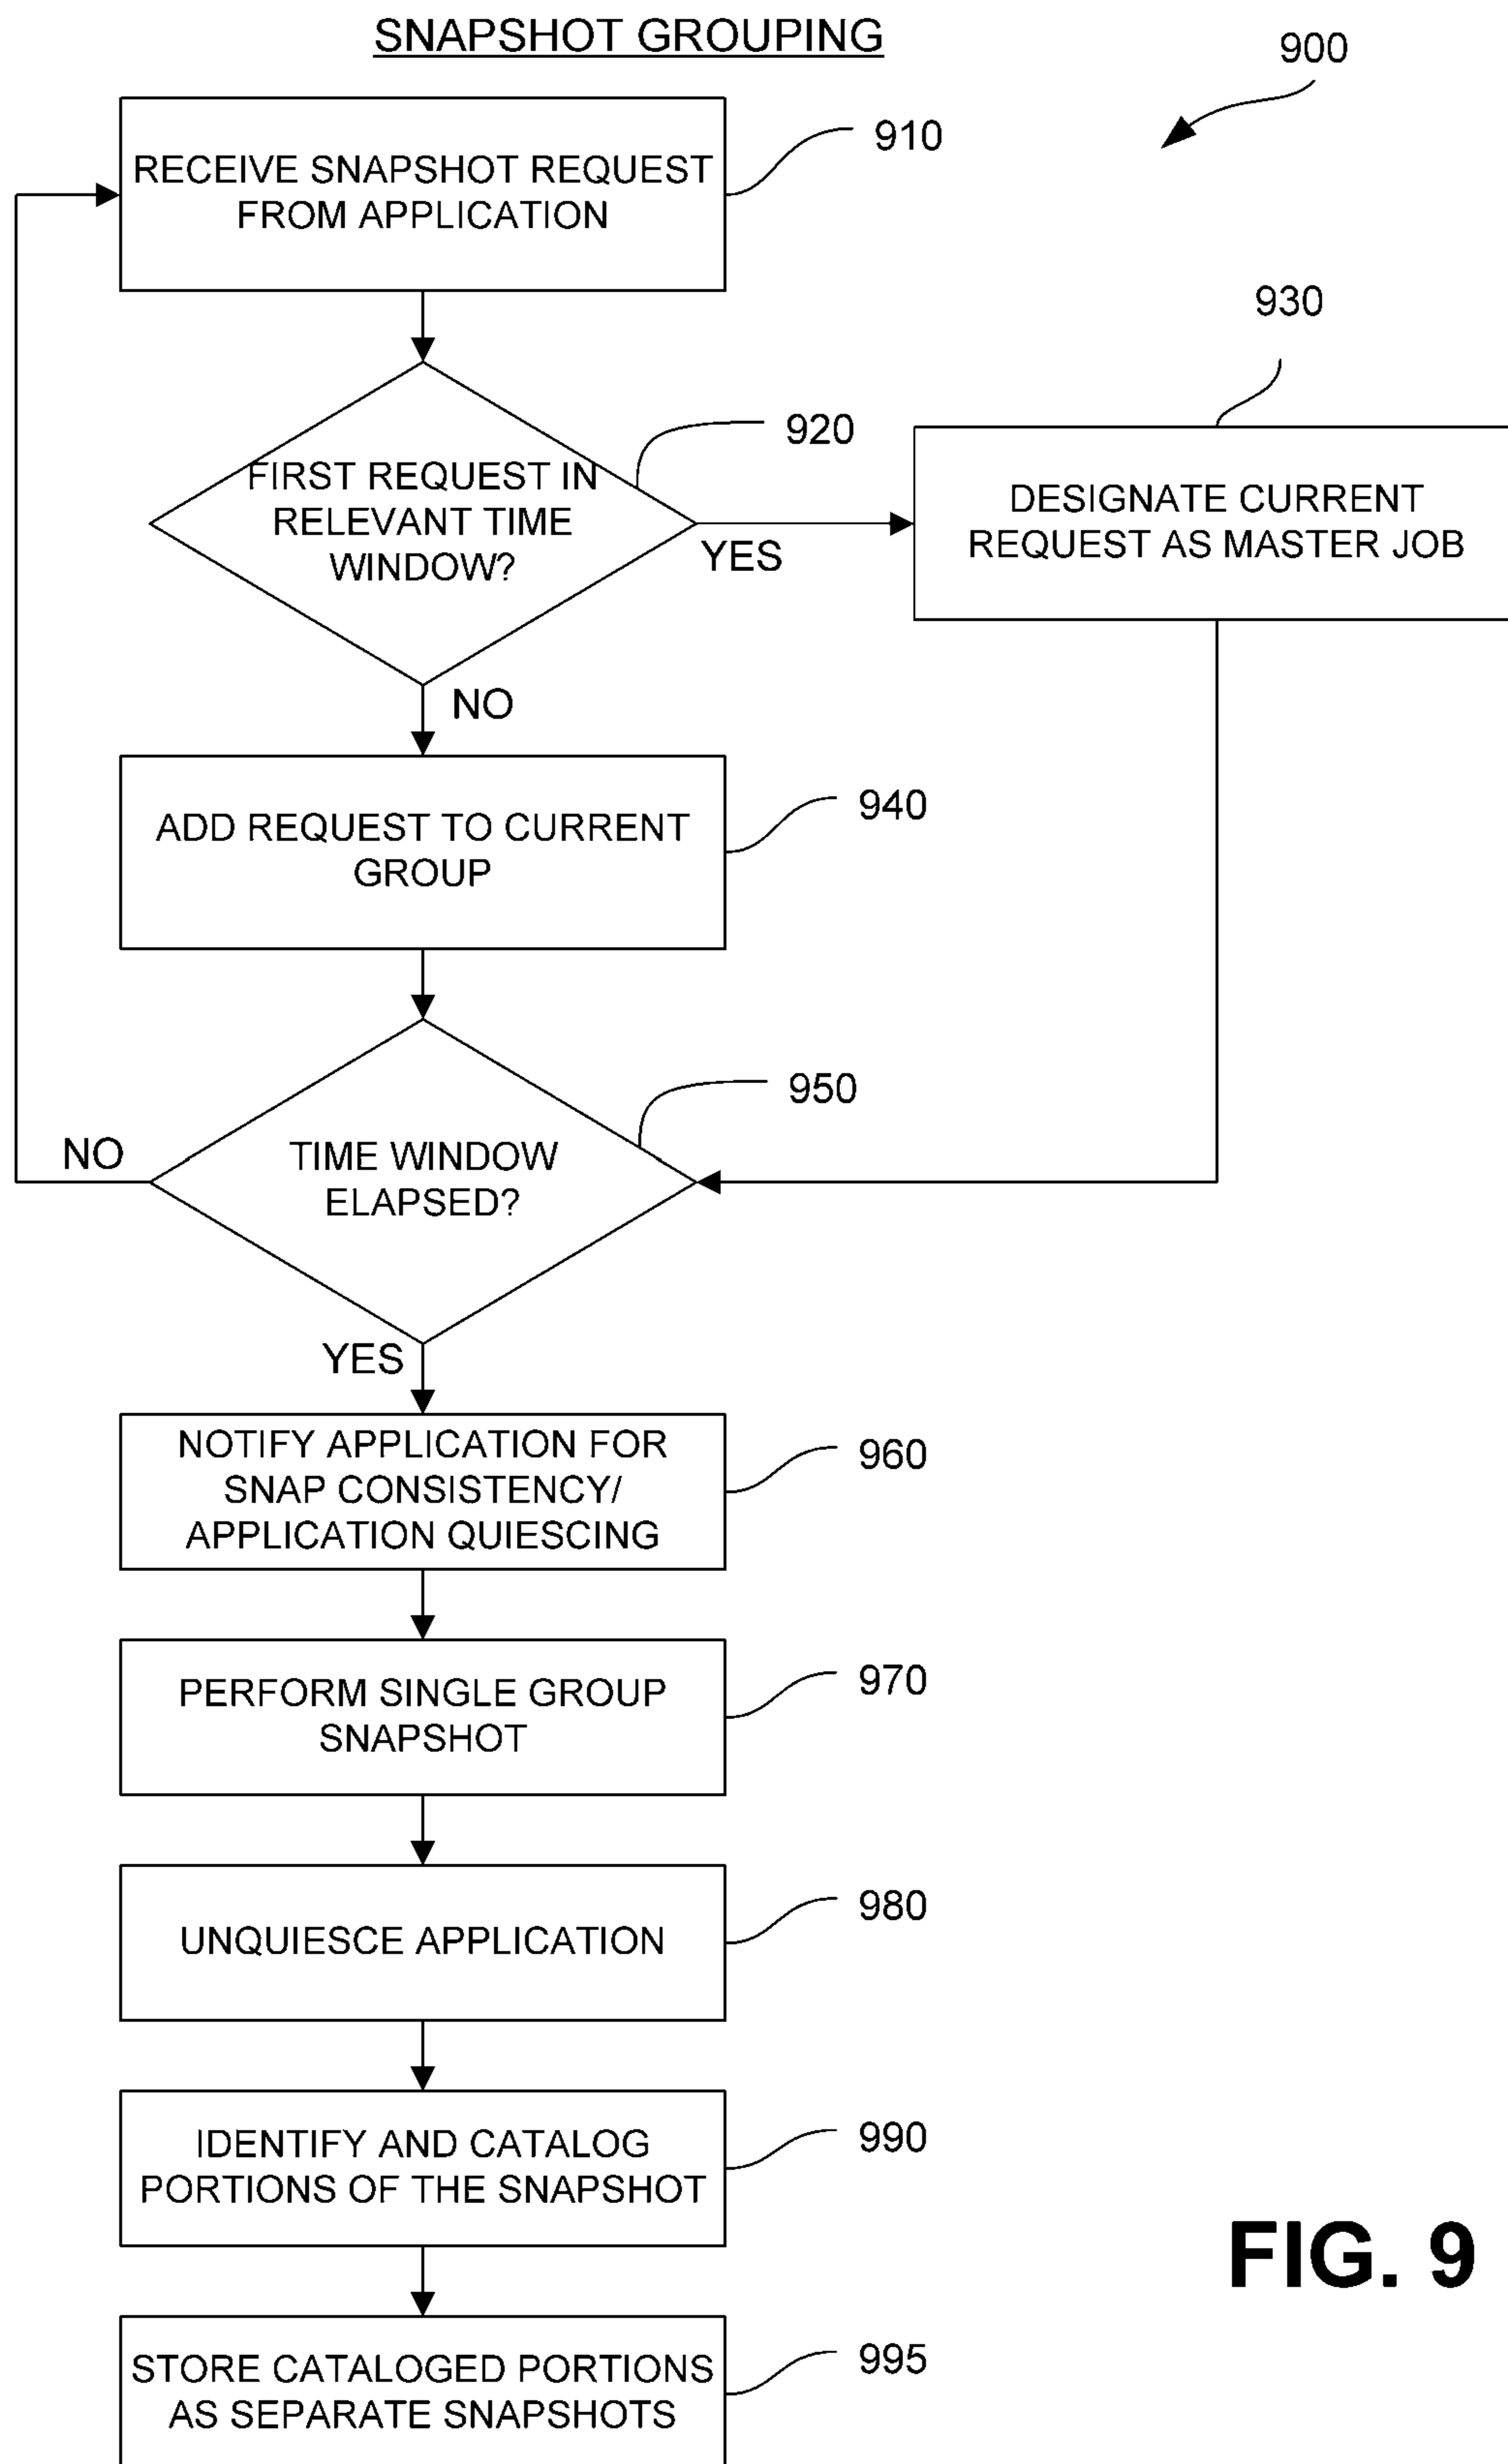 SNAPSHOT GROUPING
900
RECEIVE SNAPSHOT REQUEST
FROM APPLICATION
910
FIRST REQUEST IN
RELEVANT TIME
WINDOW?
920
YES
930
DESIGNATE CURRENT
REQUEST AS MASTER JOB
NO
ADD REQUEST TO CURRENT
GROUP
940
TIME WINDOW
ELAPSED?
950
NO
YES
NOTIFY APPLICATION FOR
SNAP CONSISTENCY/
APPLICATION QUIESCING
960
PERFORM SINGLE GROUP
SNAPSHOT
970
UNQUIESCE APPLICATION
980
IDENTIFY AND CATALOG
PORTIONS OF THE SNAPSHOT
990
STORE CATALOGED PORTIONS
AS SEPARATE SNAPSHOTS
995
FIG. 9